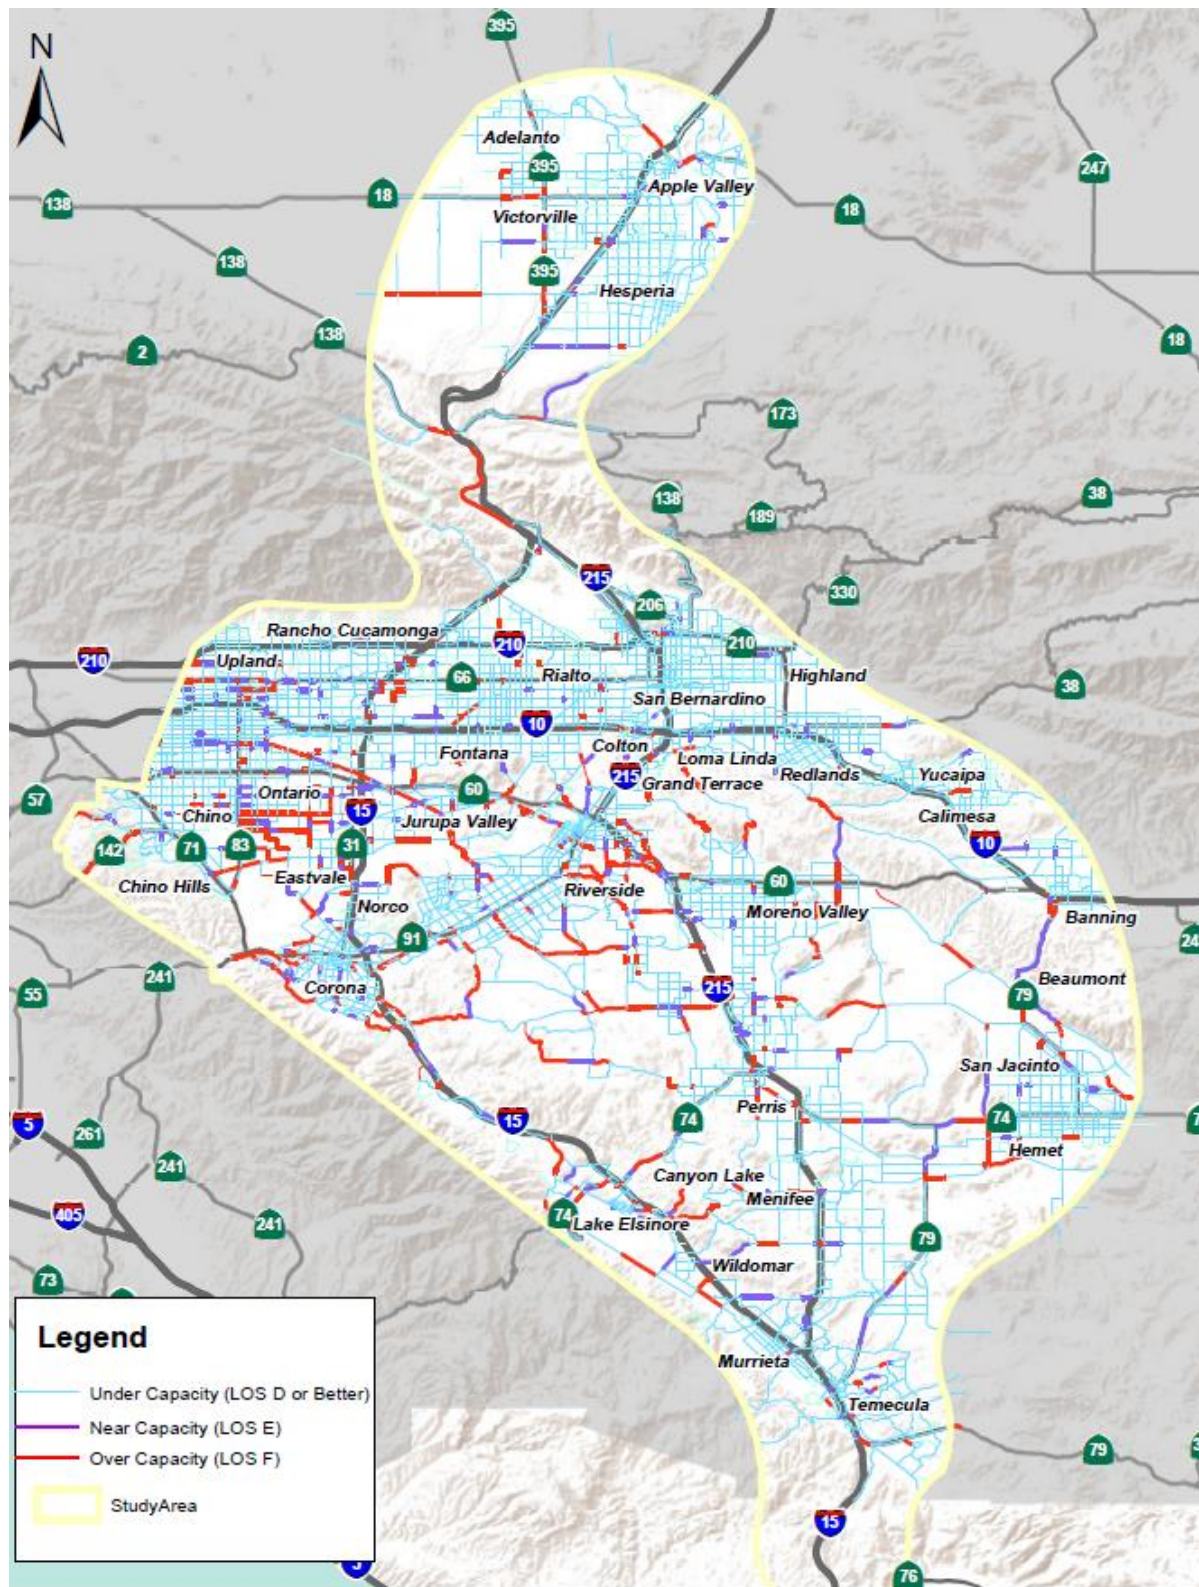 N
395
Adelanto
395
247
Apple Valley
138
18
18
Victorville
138
395
Hesperia
138
18
2
173
138
38
189
215
330
206
Rancho Cucamonga
210
210
210
Upland
66
Rialto
Highland
38
San Bernardino
10
Fontana
Colton
Loma Linda
215
Grand Terrace
Redlands
Yucaipa
57
Ontario
60
15
Chino
Jurupa Valley
Calimesa
142
71
83
31
10
Chino Hills
Eastvale
Riverside
60
Norco
Moreno Valley
Banning
91
241
Corona
215
Beaumont
55
79
San Jacinto
Perris
5
15
74
74
261
Hemet
241
Canyon Lake
Menifee
405
241
74
Lake Elsinore
79
73
Wildomar
Murrieta
Temecula
79
15
76
5
Legend
Under Capacity (LOS D or Better)
Near Capacity (LOS E)
Over Capacity (LOS F)
StudyArea